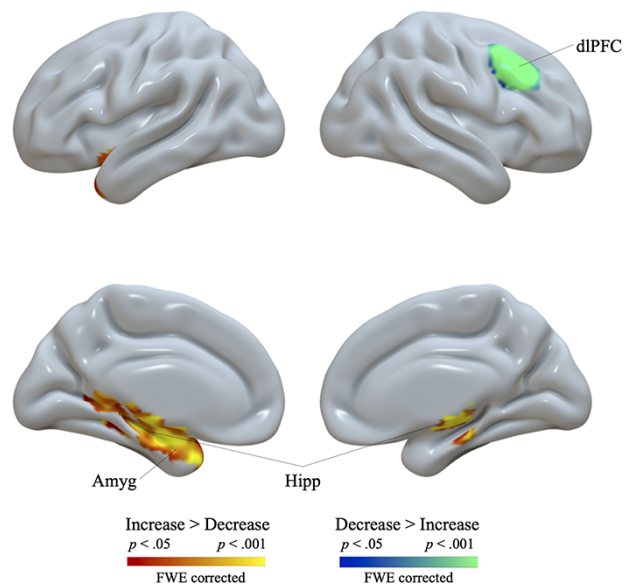 dlPFC
Amyg
Hipp
Increase > Decrease
p < .05 p < .001
FWE corrected
Decrease > Increase
p < .05 p < .001
FWE corrected